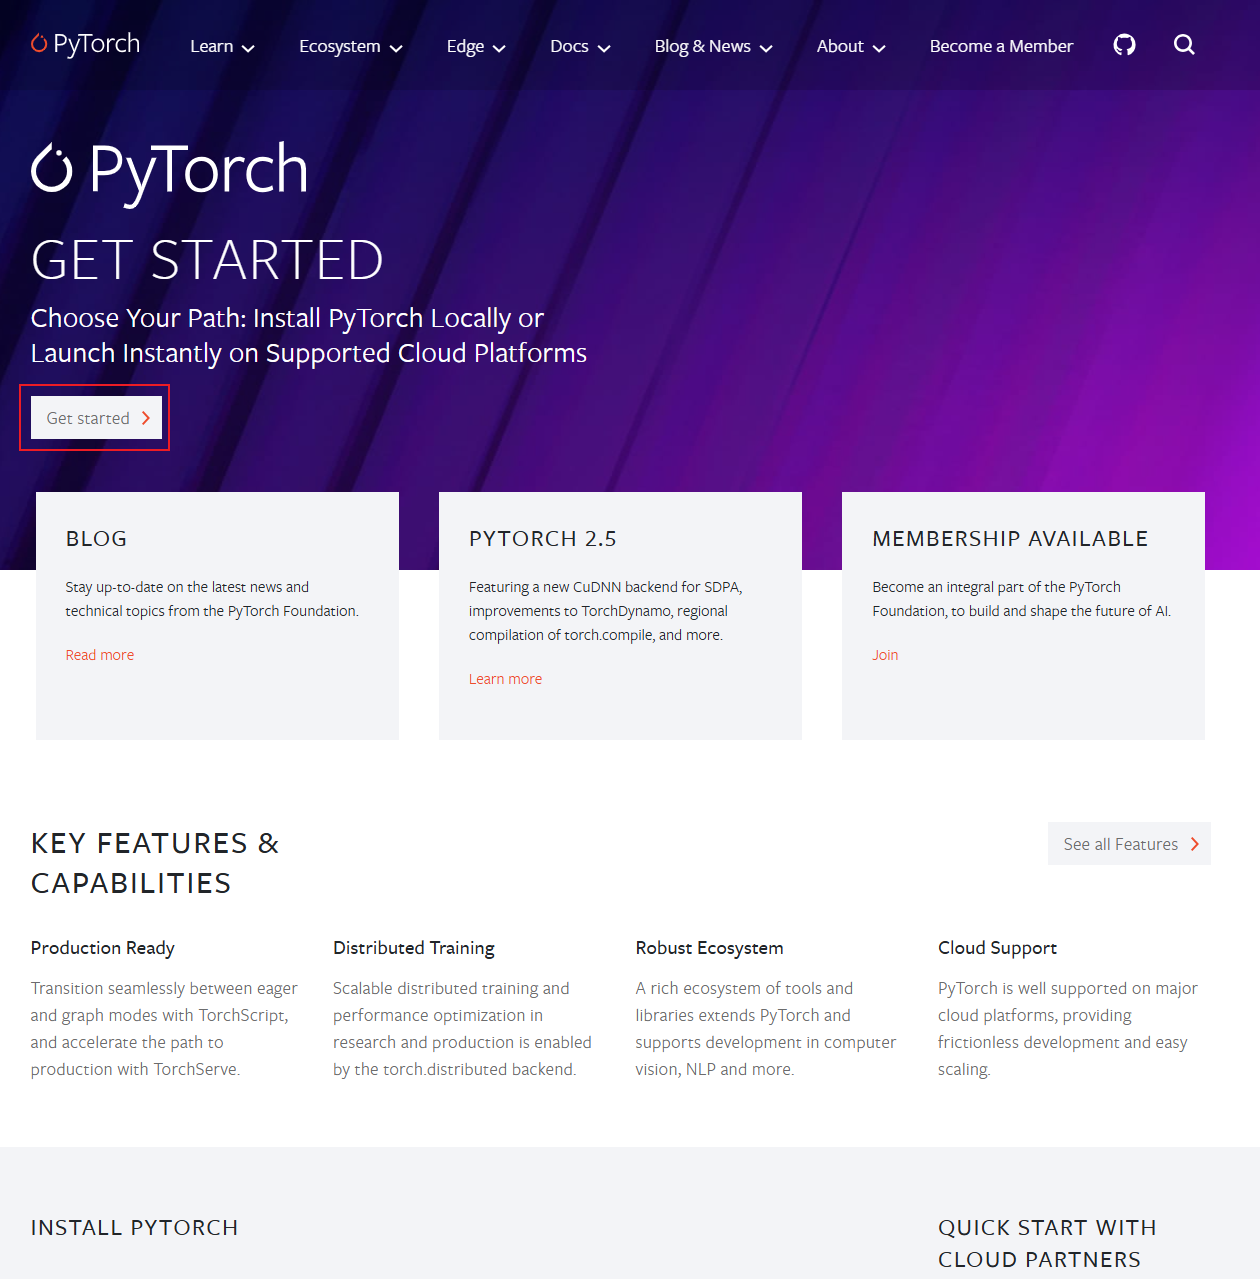 PyTorch
Learn
Ecosystem
Edge
Docs
Blog & News
About
Become a Member
PyTorch
GET STARTED
Choose Your Path: Install PyTorch Locally or
Launch Instantly on Supported Cloud Platforms
Get started
BLOG
Stay up-to-date on the latest news and
technical topics from the PyTorch Foundation.
Read more
PYTORCH 2.5
Featuring a new CuDNN backend for SDPA,
improvements to TorchDynamo, regional
compilation of torch.compile, and more.
Learn more
MEMBERSHIP AVAILABLE
Become an integral part of the PyTorch
Foundation, to build and shape the future of AI.
Join
KEY FEATURES &
CAPABILITIES
See all Features
Production Ready
Transition seamlessly between eager
and graph modes with TorchScript,
and accelerate the path to
production with TorchServe.
Distributed Training
Scalable distributed training and
performance optimization in
research and production is enabled
by the torch.distributed backend.
Robust Ecosystem
A rich ecosystem of tools and
libraries extends PyTorch and
supports development in computer
vision, NLP and more.
Cloud Support
PyTorch is well supported on major
cloud platforms, providing
frictionless development and easy
scaling.
INSTALL PYTORCH
QUICK START WITH
CLOUD PARTNERS